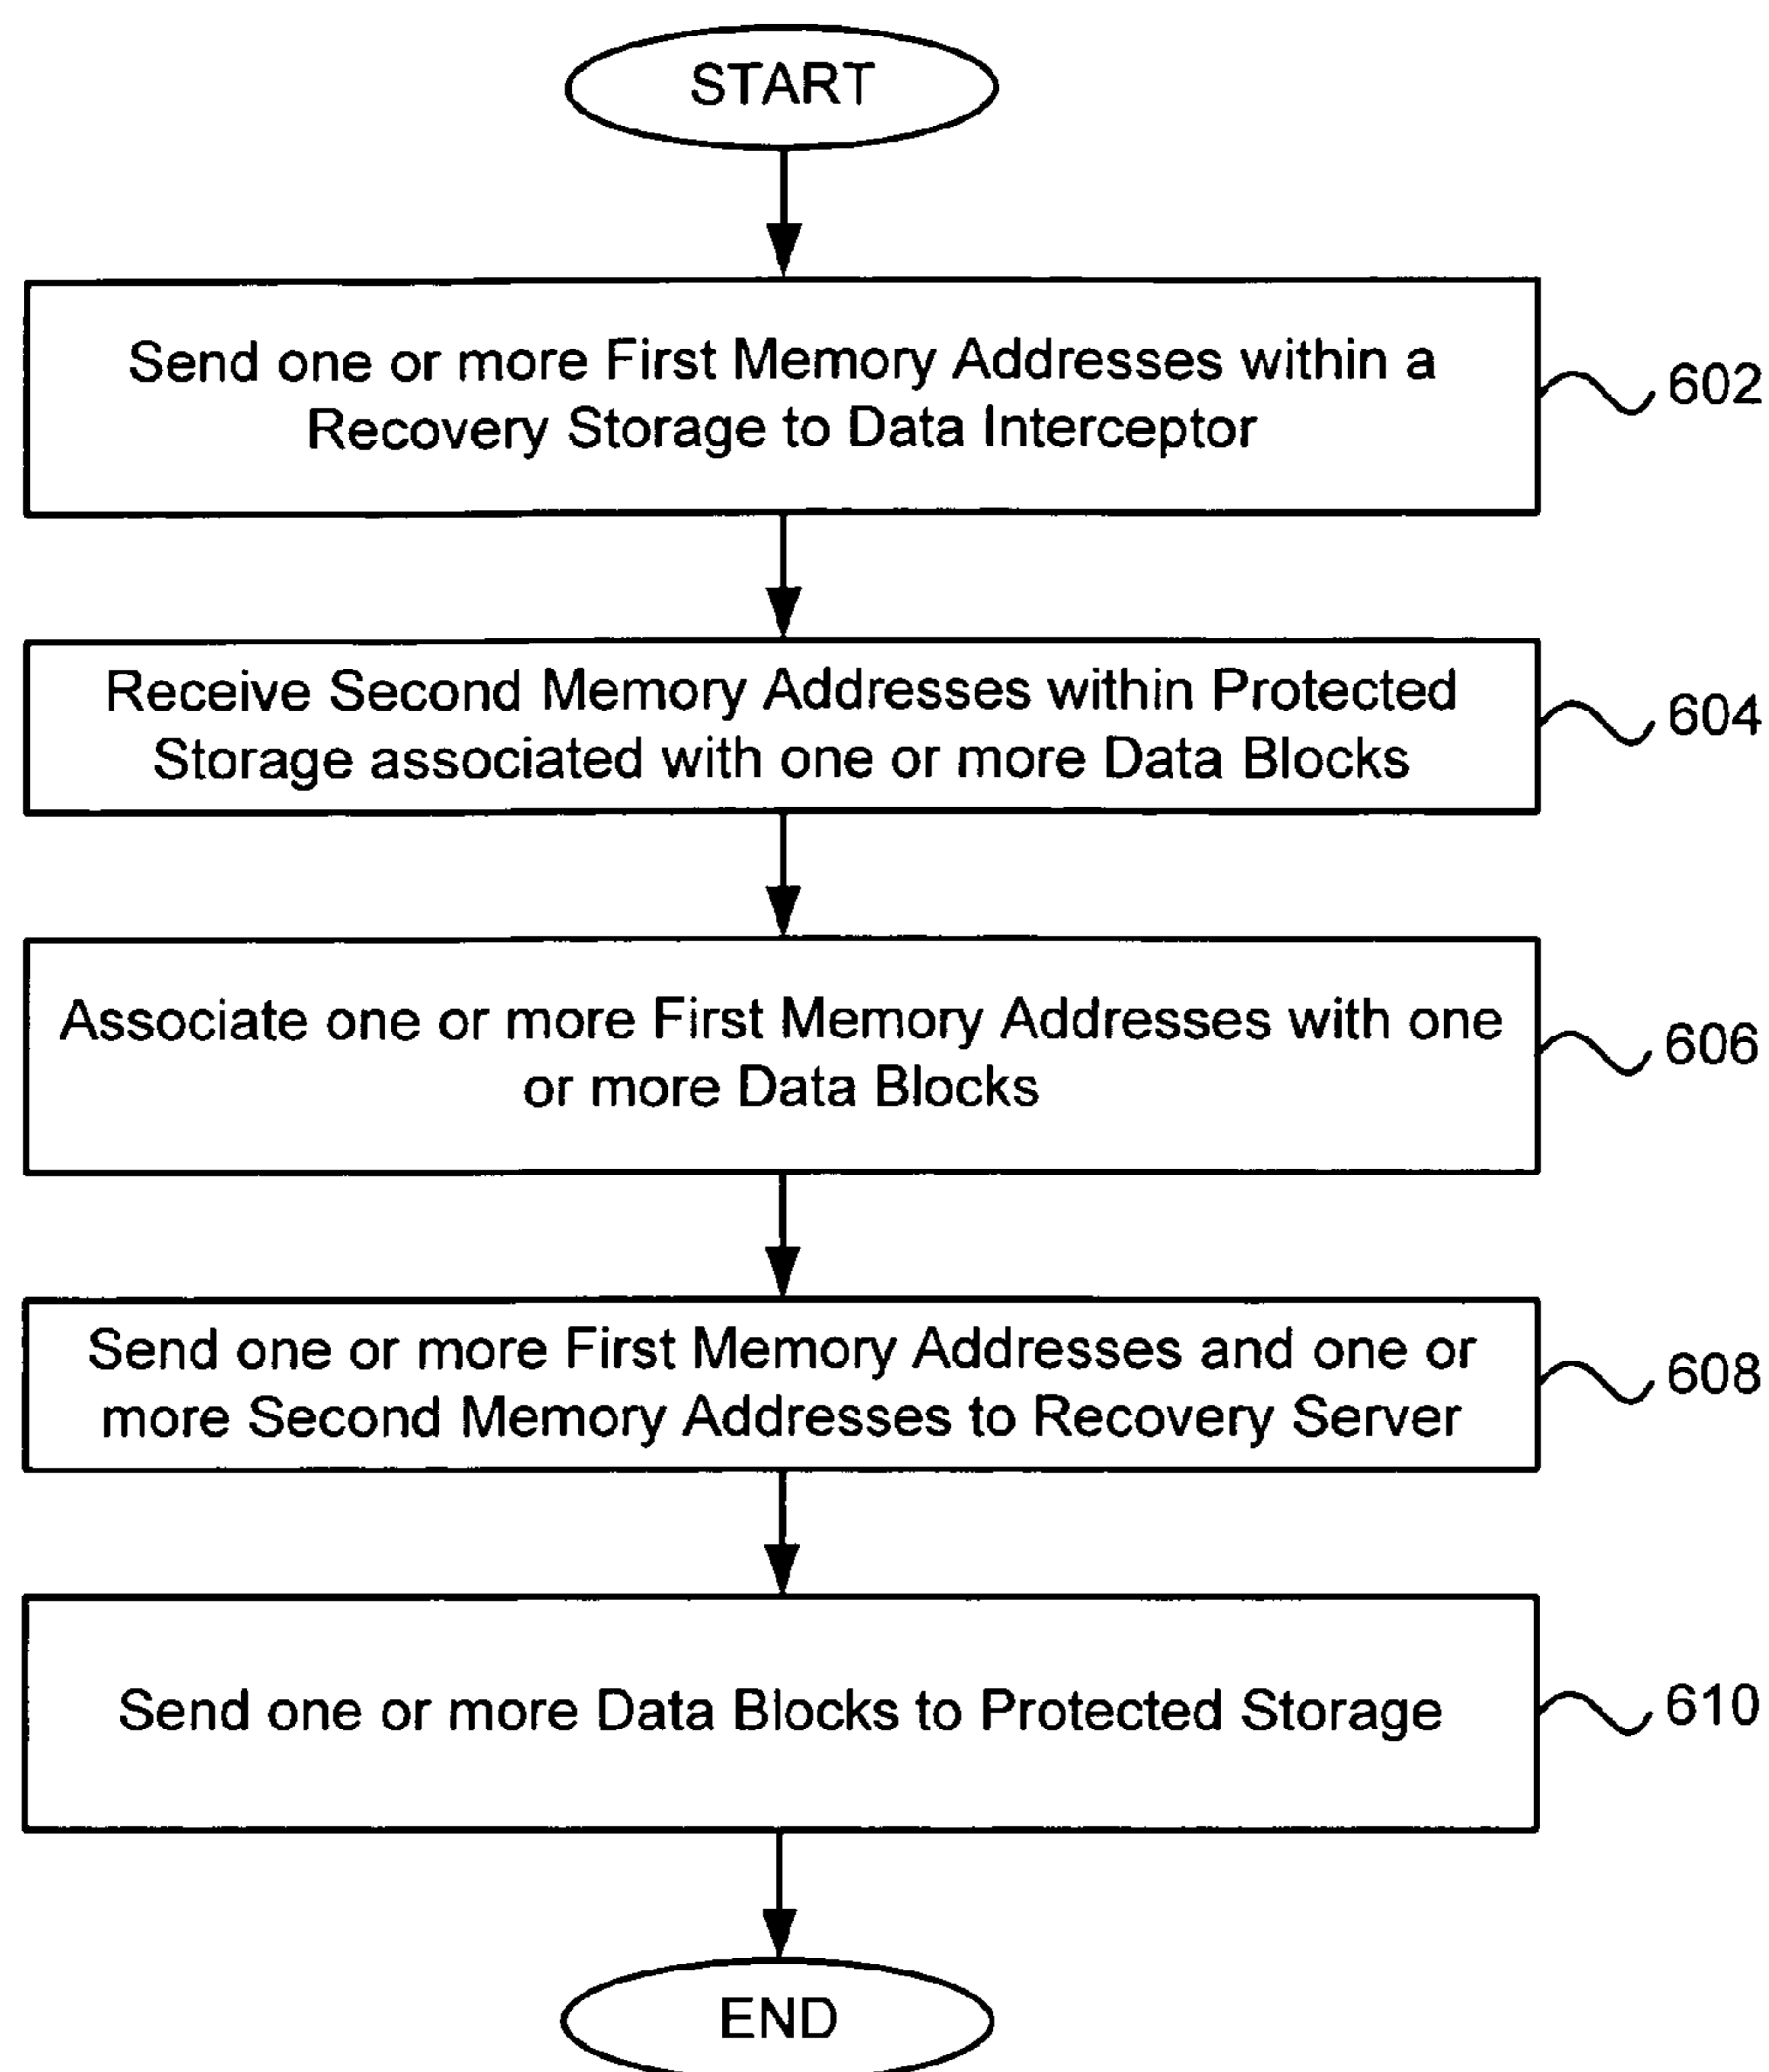 START
Send one or more First Memory Addresses within a
Recovery Storage to Data Interceptor
602
Receive Second Memory Addresses within Protected
Storage associated with one or more Data Blocks
604
Associate one or more First Memory Addresses with one
or more Data Blocks
606
Send one or more First Memory Addresses and one or
more Second Memory Addresses to Recovery Server
608
Send one or more Data Blocks to Protected Storage
610
END